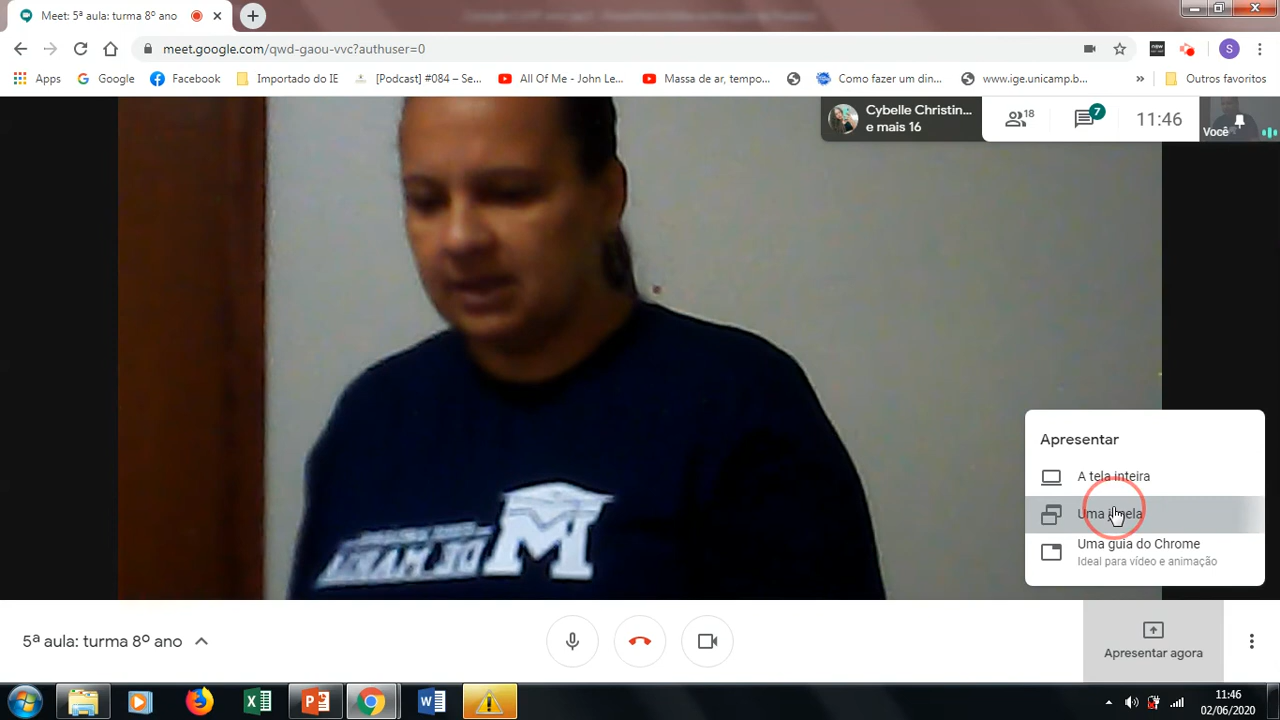 Meet: 5ª aula: turma 8º ano
meet.google.com/qwd-gaou-vvc?authuser=0
S
Apps
Google
Facebook
Importado do IE
[Podcast] #084 – Se...
All Of Me - John Le...
Massa de ar, tempo...
Como fazer um din...
www.ige.unicamp.b...
»
Outros favoritos
Cybelle Christin...
e mais 16
18
7
11:46
Você
Apresentar
A tela inteira
Uma janela
Uma guia do Chrome
Ideal para vídeo e animação
M
5ª aula: turma 8º ano
Apresentar agora
11:46
02/06/2020